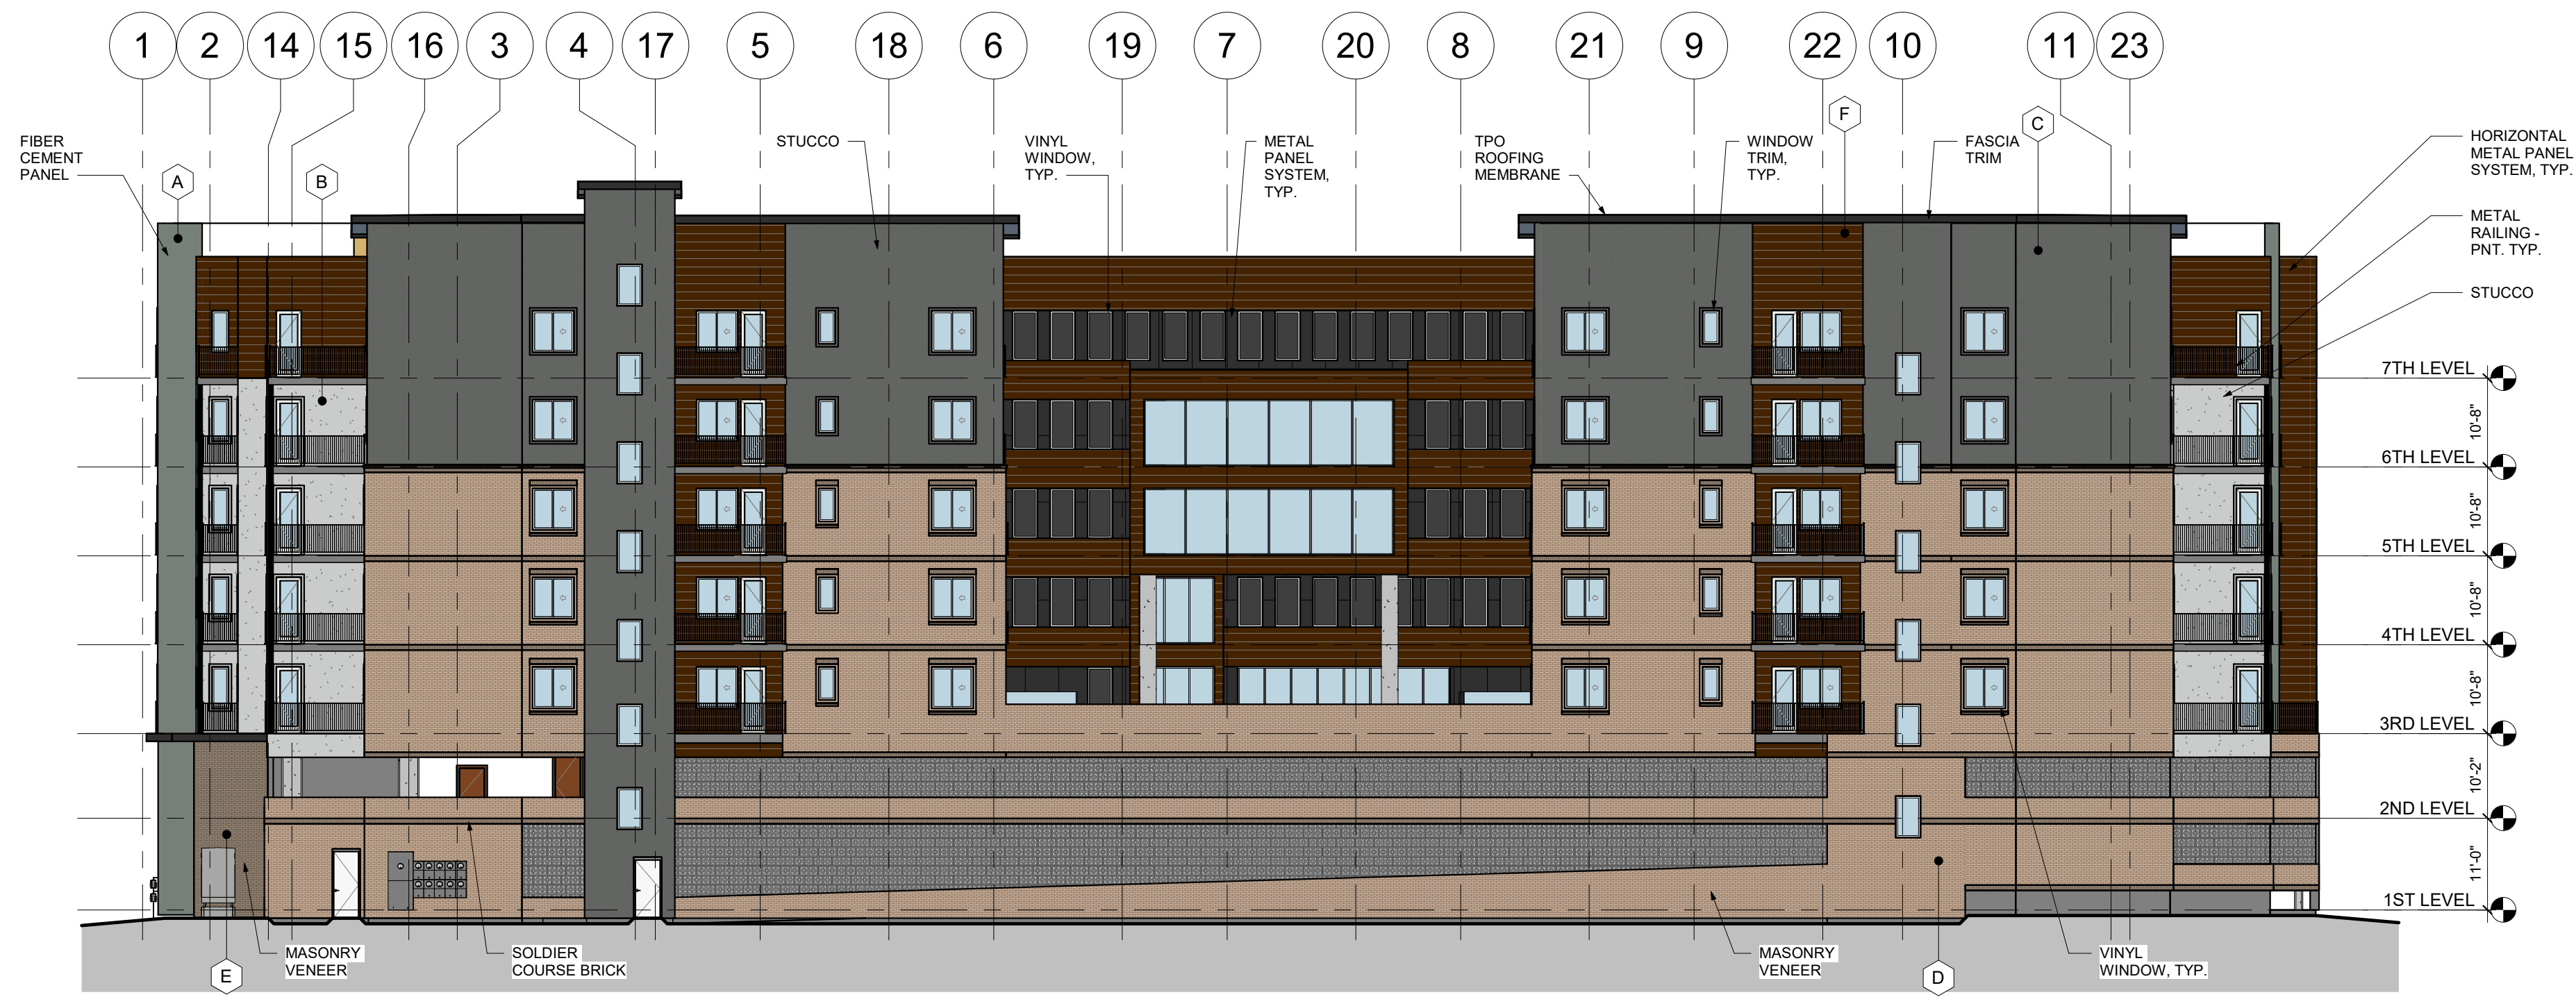 1 2 14 15 16 3 4 17 5 18 6 19 7 20 8 21 9 22 10 11 23
FIBER
CEMENT
PANEL
A
B
STUCCO
VINYL
WINDOW,
TYP.
METAL
PANEL
SYSTEM,
TYP.
TPO
ROOFING
MEMBRANE
WINDOW
TRIM,
TYP.
F
FASCIA
TRIM
C
HORIZONTAL
METAL PANEL
SYSTEM, TYP.
METAL
RAILING -
PNT. TYP.
STUCCO
7TH LEVEL
10'-8"
6TH LEVEL
10'-8"
5TH LEVEL
10'-8"
4TH LEVEL
10'-8"
3RD LEVEL
10'-2"
2ND LEVEL
11'-0"
1ST LEVEL
E
MASONRY
VENEER
SOLDIER
COURSE BRICK
MASONRY
VENEER
D
VINYL
WINDOW, TYP.